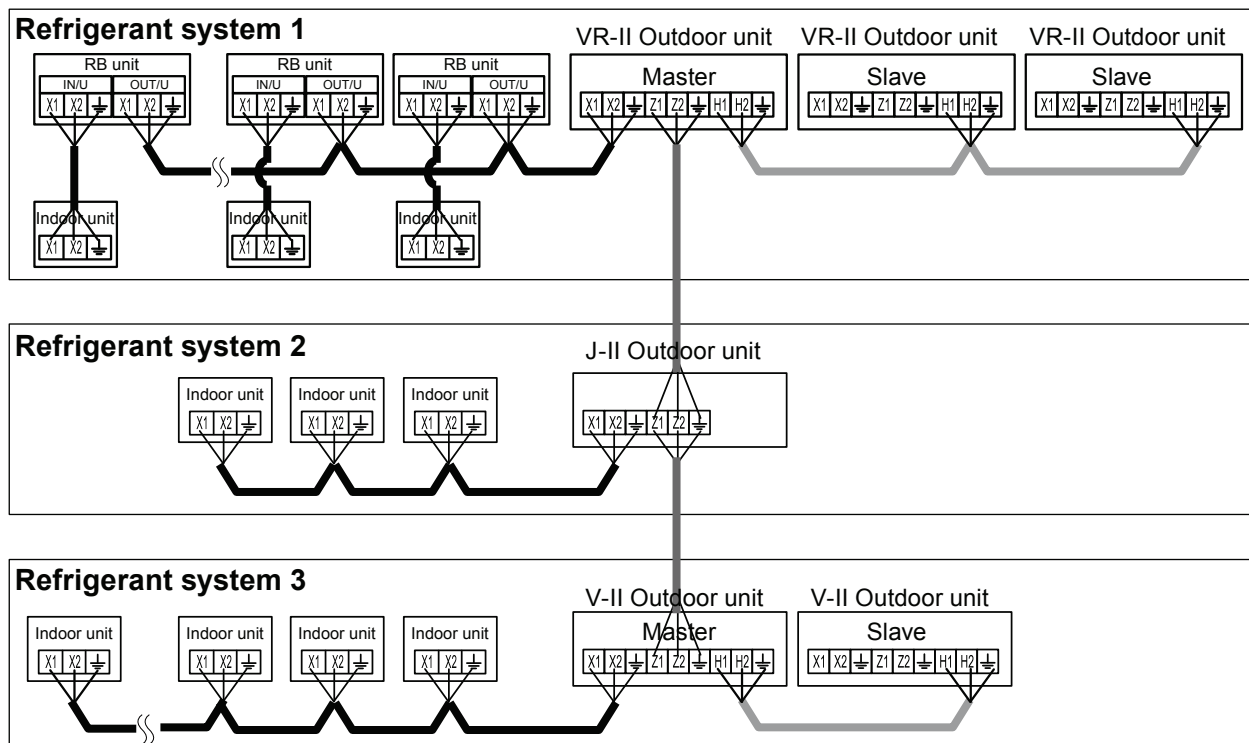 Refrigerant system 1
VR-II Outdoor unit VR-II Outdoor unit VR-II Outdoor unit
RB unit RB unit RB unit
Master Slave Slave
IN/U OUT/U IN/U OUT/U IN/U OUT/U
X1 X2 X1 X2 X1 X2 X1 X2 X1 X2 X1 X2 X1 X2 Z1 Z2 H1 H2 X1 X2 Z1 Z2 H1 H2 X1 X2 Z1 Z2 H1 H2
Indoor unit Indoor unit Indoor unit
X1 X2 X1 X2 X1 X2
Refrigerant system 2
J-II Outdoor unit
Indoor unit Indoor unit Indoor unit
X1 X2 X1 X2 X1 X2 X1 X2 Z1 Z2
Refrigerant system 3
V-II Outdoor unit V-II Outdoor unit
Indoor unit Indoor unit Indoor unit Indoor unit Master Slave
X1 X2 X1 X2 X1 X2 X1 X2 X1 X2 Z1 Z2 H1 H2 X1 X2 Z1 Z2 H1 H2